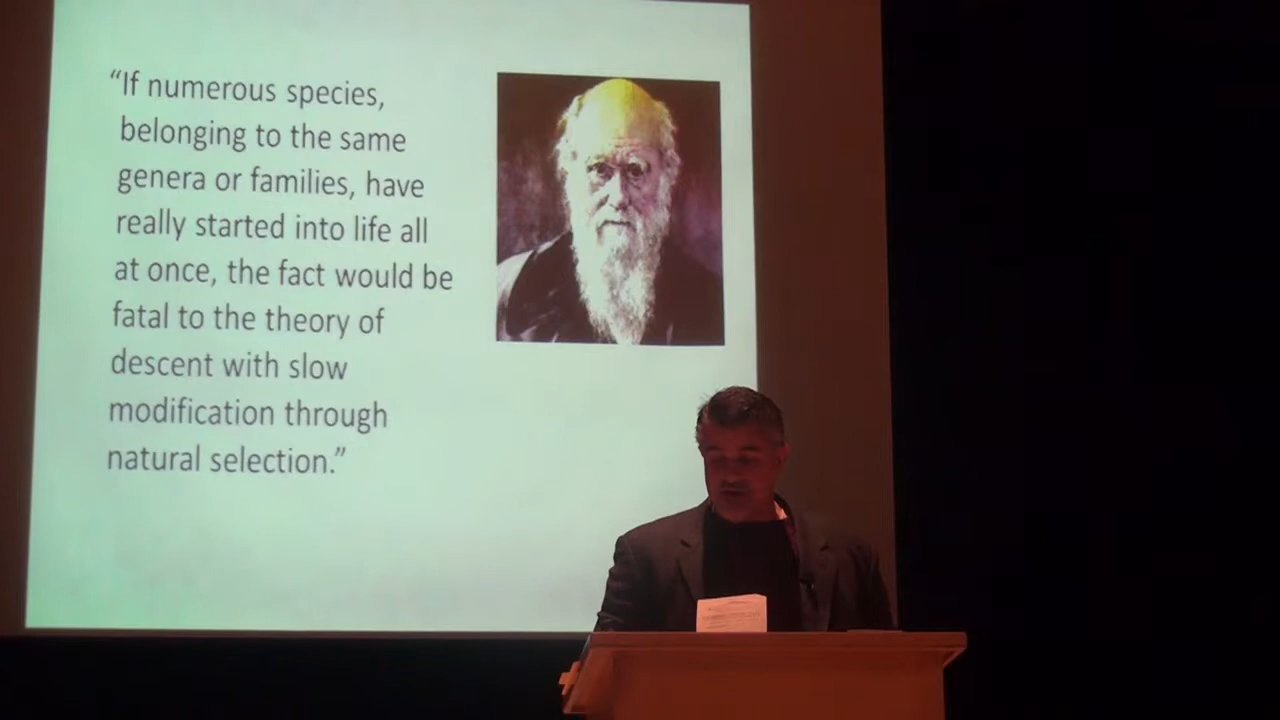 “If numerous species,
belonging to the same
genera or families, have
really started into life all
at once, the fact would be
fatal to the theory of
descent with slow
modification through
natural selection.”